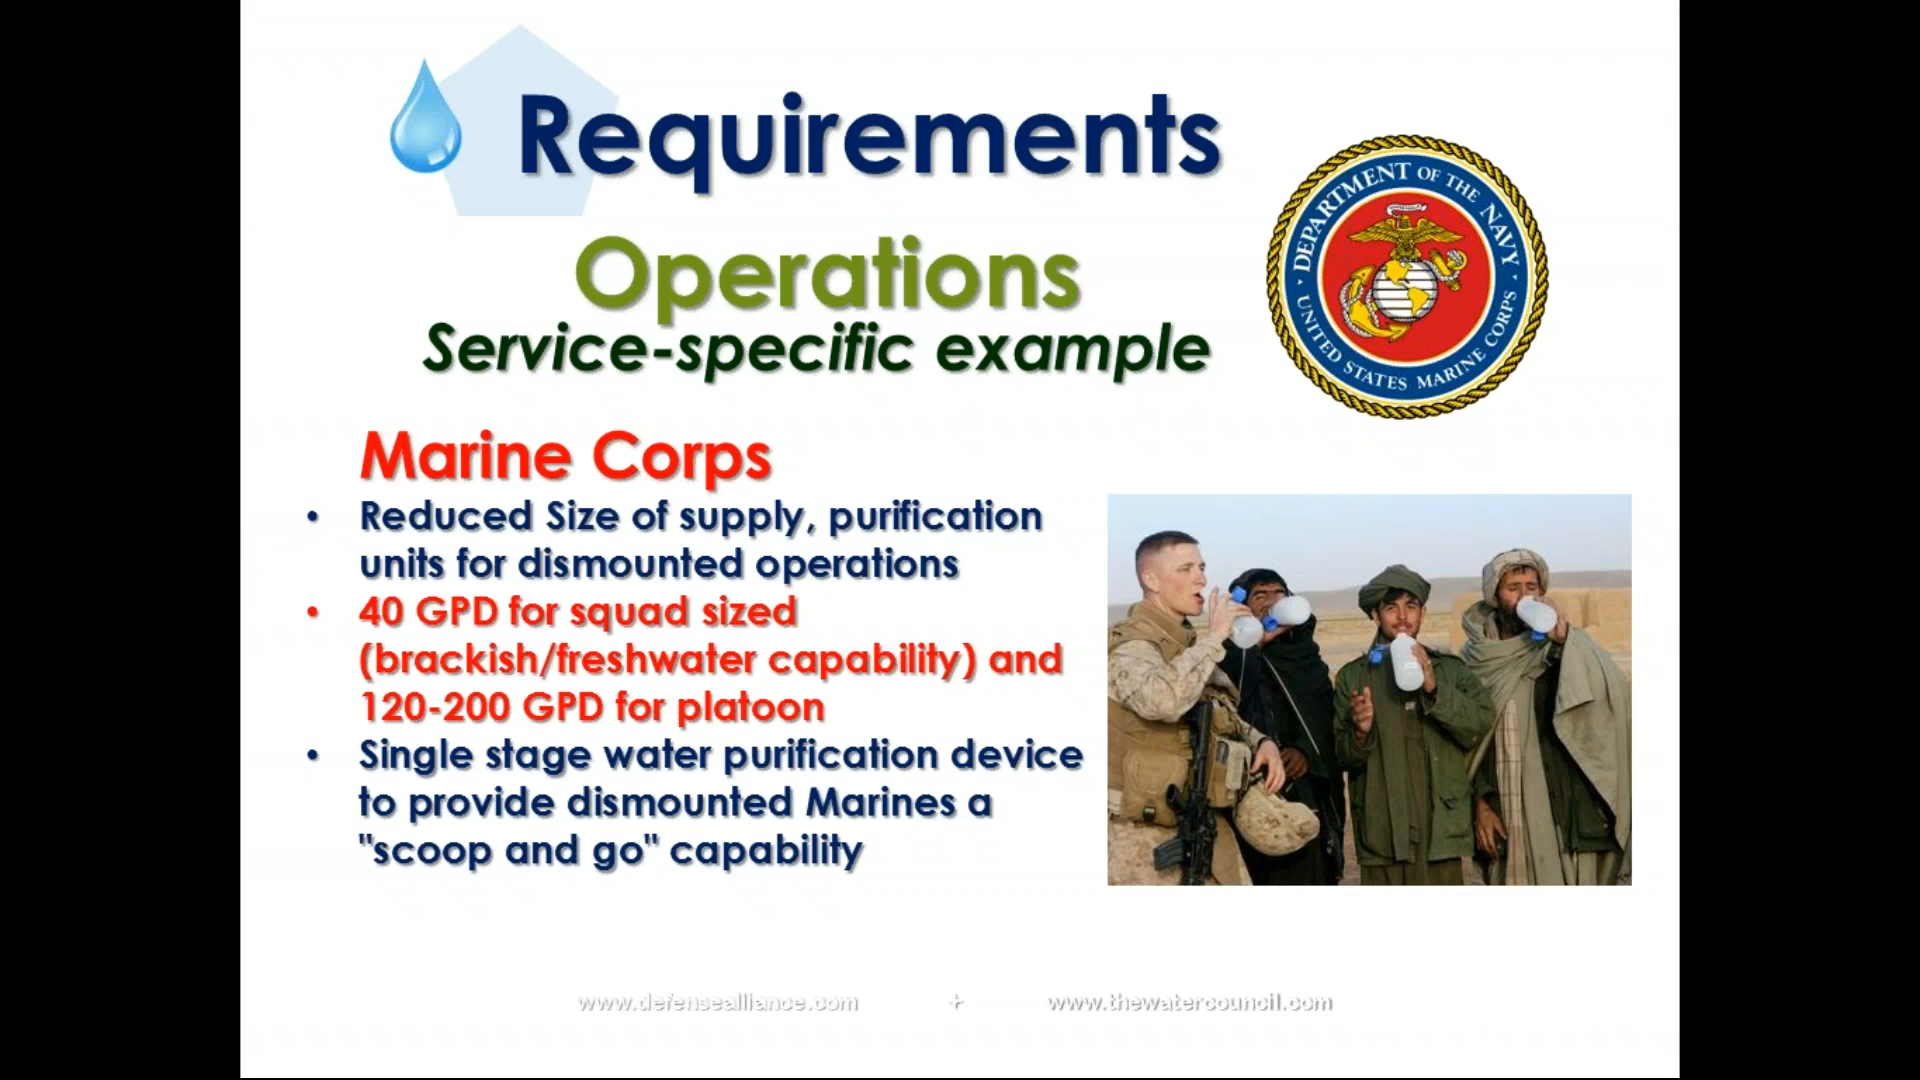 Requirements
Operations
Service-specific example
DEPARTMENT OF THE NAVY
UNITED STATES MARINE CORPS
Marine Corps
• Reduced Size of supply, purification
units for dismounted operations
• 40 GPD for squad sized
(brackish/freshwater capability) and
120-200 GPD for platoon
• Single stage water purification device
to provide dismounted Marines a
"scoop and go" capability
www.defensealliance.com + www.thewatercouncil.com